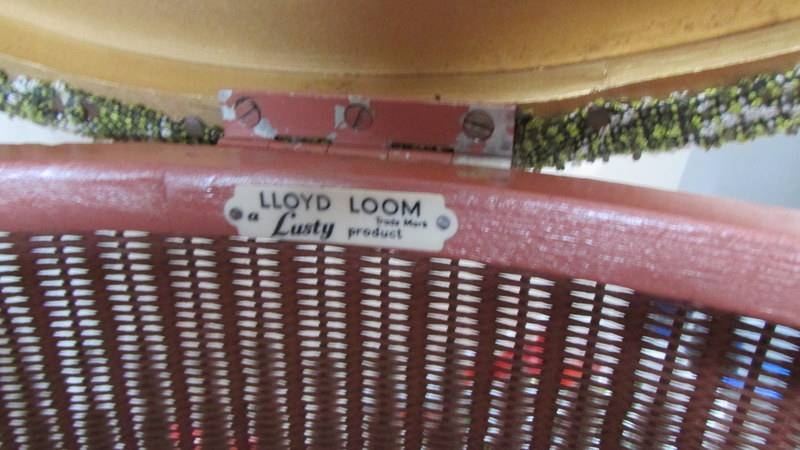 LLOYD LOOM
Trade Mark
a Lusty product